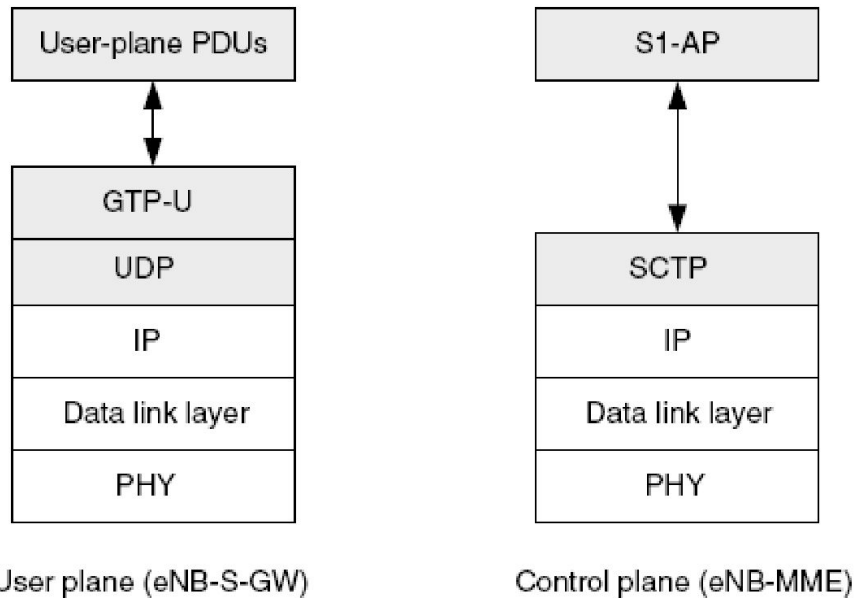 User-plane PDUs
GTP-U
UDP
IP
Data link layer
PHY
User plane (eNB-S-GW)
S1-AP
SCTP
IP
Data link layer
PHY
Control plane (eNB-MME)